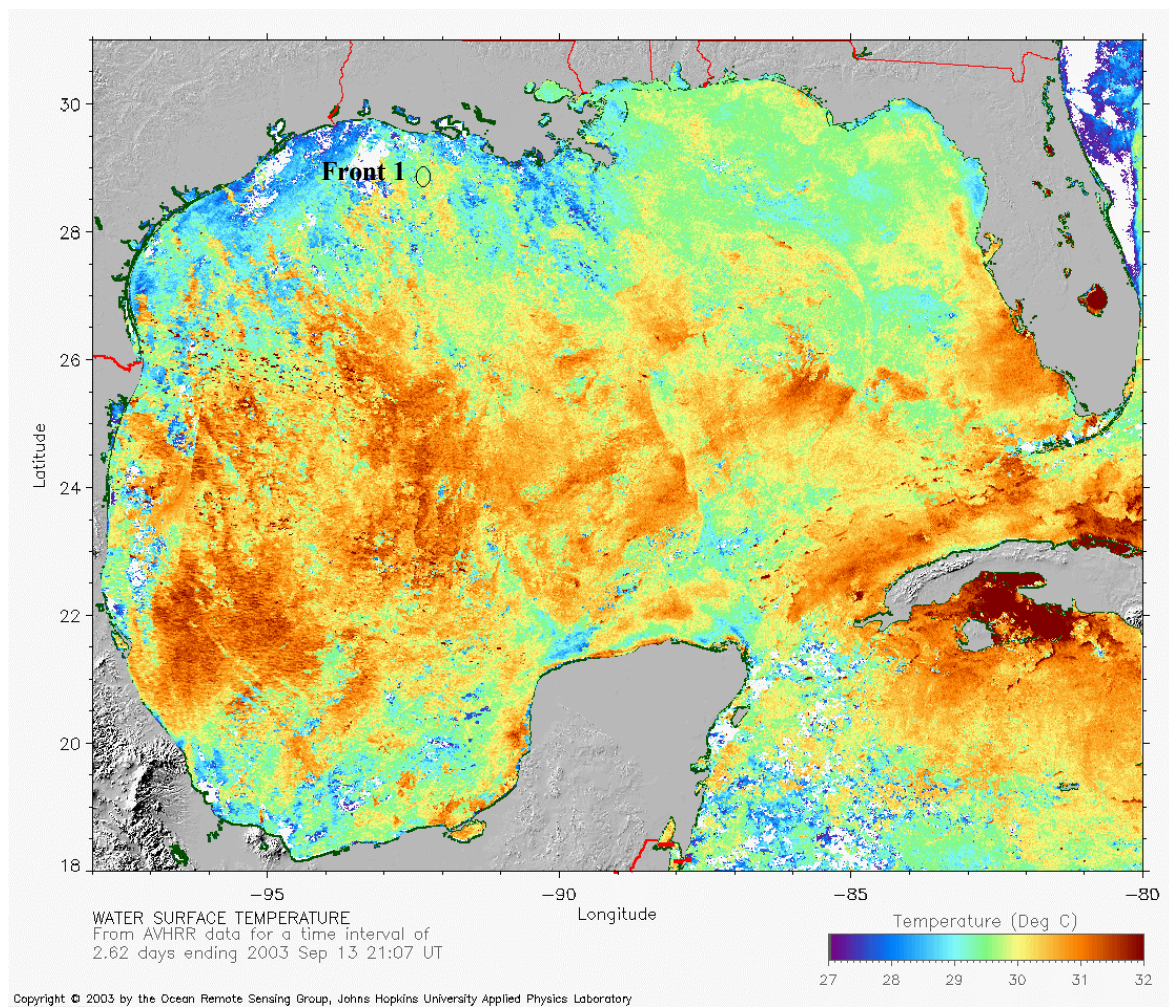 30
28
26
24
22
20
18
Latitude
Front 1
-95
-90
-85
-80
Longitude
WATER SURFACE TEMPERATURE
From AVHRR data for a time interval of
2.62 days ending 2003 Sep 13 21:07 UT
Temperature (Deg C)
27 28 29 30 31 32
Copyright © 2003 by the Ocean Remote Sensing Group, Johns Hopkins University Applied Physics Laboratory